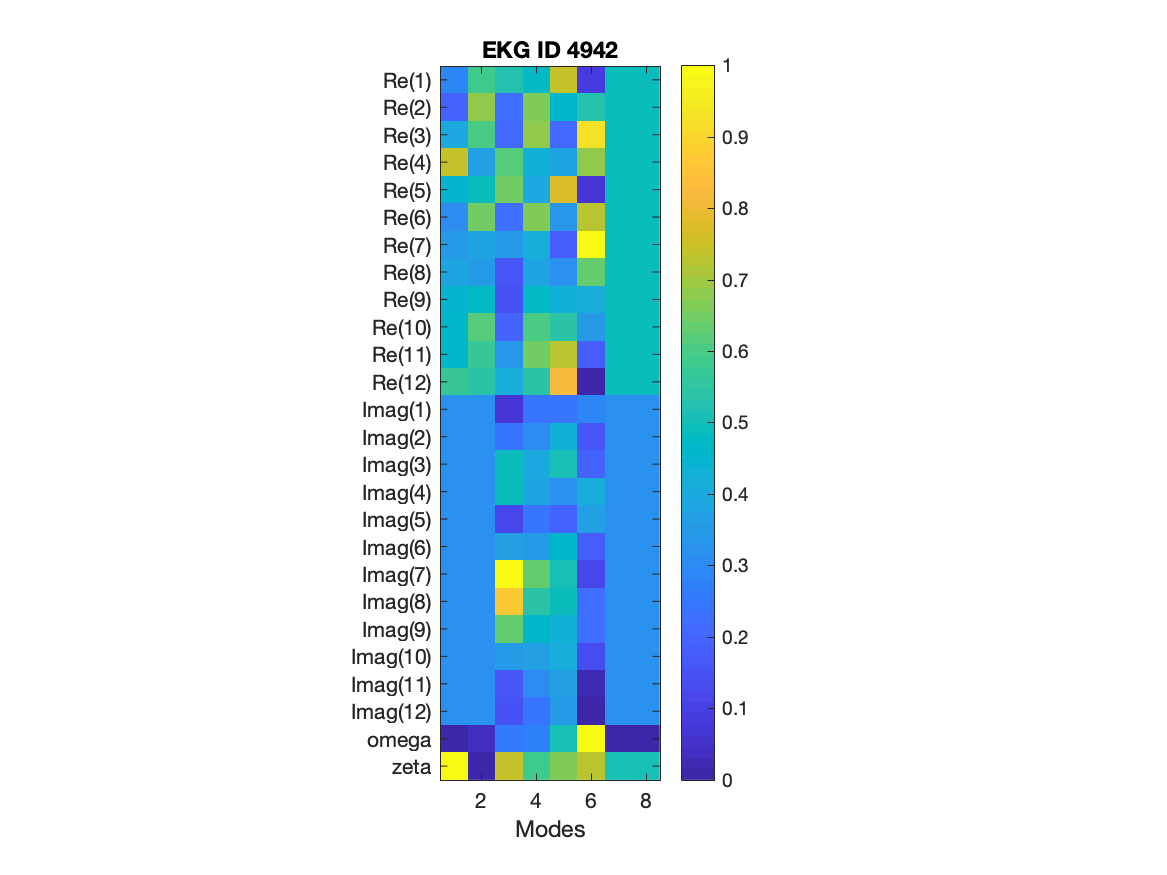 EKG ID 4942
Re(1)
Re(2)
Re(3)
Re(4)
Re(5)
Re(6)
Re(7)
Re(8)
Re(9)
Re(10)
Re(11)
Re(12)
Imag(1)
Imag(2)
Imag(3)
Imag(4)
Imag(5)
Imag(6)
Imag(7)
Imag(8)
Imag(9)
Imag(10)
Imag(11)
Imag(12)
omega
zeta
2 4 6 8
Modes
1
0.9
0.8
0.7
0.6
0.5
0.4
0.3
0.2
0.1
0